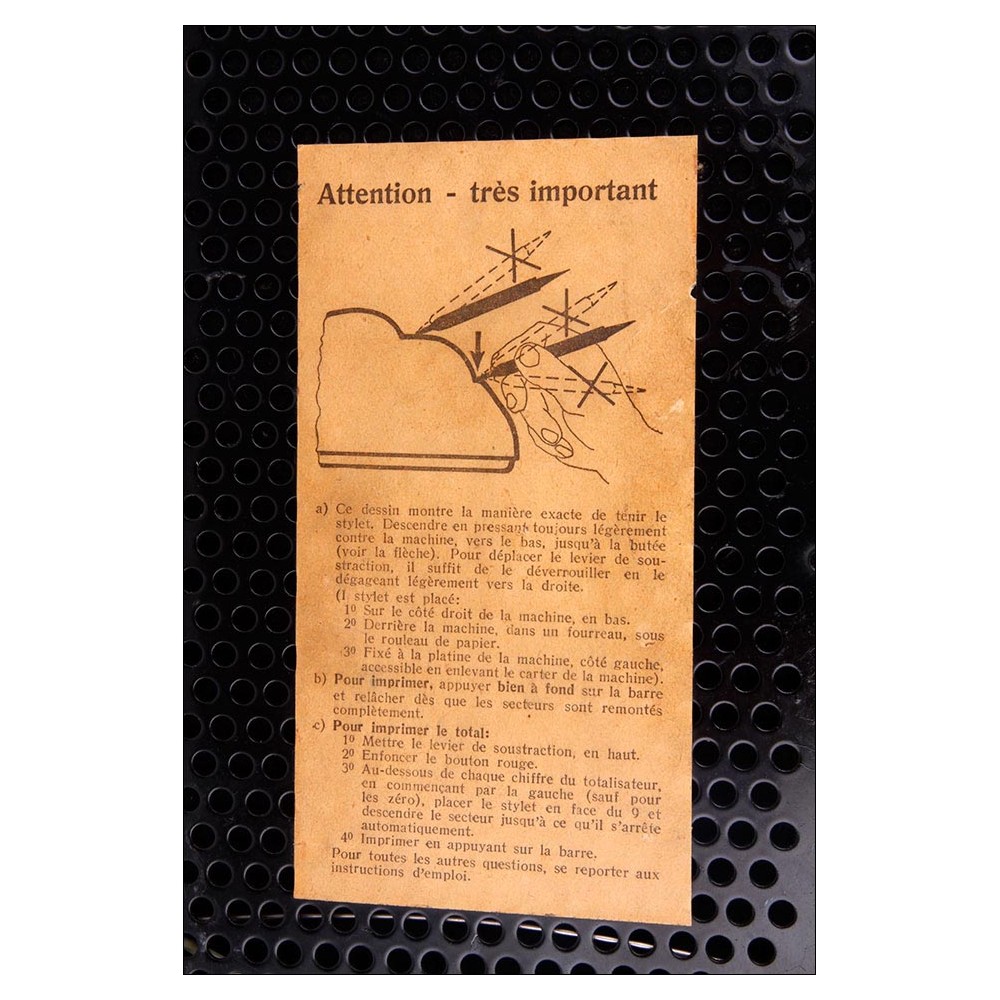 Attention - très important
a) Ce dessin montre la manière exacte de tenir le
stylet. Descendre en pressant toujours légèrement
contre la machine, vers le bas, jusqu'à la butée
(voir la flèche). Pour déplacer le levier de sou-
straction, il suffit de le déverrouiller en le
dégageant légèrement vers la droite.
(l stylet est placé:
1º Sur le côté droit de la machine, en bas.
2º Derrière la machine, dans un fourreau, sous
le rouleau de papier.
3º Fixé à la platine de la machine, côté gauche,
accessible en enlevant le carter de la machine).
b) Pour imprimer, appuyer bien à fond sur la barre
et relâcher dès que les secteurs sont remontés
complètement.
c) Pour imprimer le total:
1º Mettre le levier de soustraction, en haut.
2º Enfoncer le bouton rouge.
3º Au-dessous de chaque chiffre du totalisateur,
en commençant par la gauche (sauf pour
les zéro), placer le stylet en face du 9 et
descendre le secteur jusqu'à ce qu'il s'arrête
automatiquement.
4º Imprimer en appuyant sur la barre.
Pour toutes les autres questions, se reporter aux
instructions d'emploi.